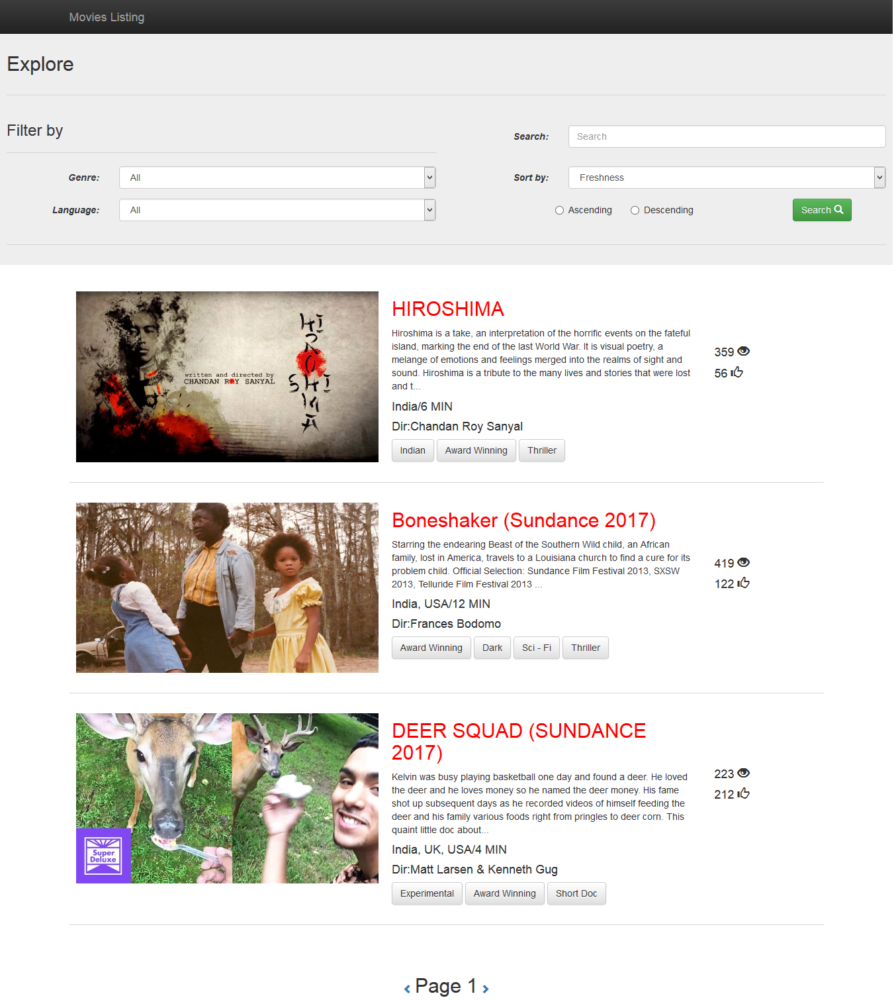 Movies Listing
Explore
Filter by
Search:
Search
Genre:
All
Sort by:
Freshness
Language:
All
Ascending
Descending
Search
written and directed by
CHANDAN ROY SANYAL
HIROSHIMA
HIROSHIMA
Hiroshima is a take, an interpretation of the horrific events on the fateful
island, marking the end of the last World War. It is visual poetry, a
melange of emotions and feelings merged into the realms of sight and
sound. Hiroshima is a tribute to the many lives and stories that were lost
and t...
India/6 MIN
Dir:Chandan Roy Sanyal
Indian
Award Winning
Thriller
359
56
Boneshaker (Sundance 2017)
Starring the endearing Beast of the Southern Wild child, an African
family, lost in America, travels to a Louisiana church to find a cure for its
problem child. Official Selection: Sundance Film Festival 2013, SXSW
2013, Telluride Film Festival 2013 ...
India, USA/12 MIN
Dir:Frances Bodomo
Award Winning
Dark
Sci - Fi
Thriller
419
122
Super
Deluxe
DEER SQUAD (SUNDANCE
2017)
Kelvin was busy playing basketball one day and found a deer. He loved
the deer and he loves money so he named the deer money. His fame
shot up subsequent days as he recorded videos of himself feeding the
deer and his family various foods right from pringles to deer corn. This
quaint little doc about...
India, UK, USA/4 MIN
Dir:Matt Larsen & Kenneth Gug
Experimental
Award Winning
Short Doc
223
212
Page 1